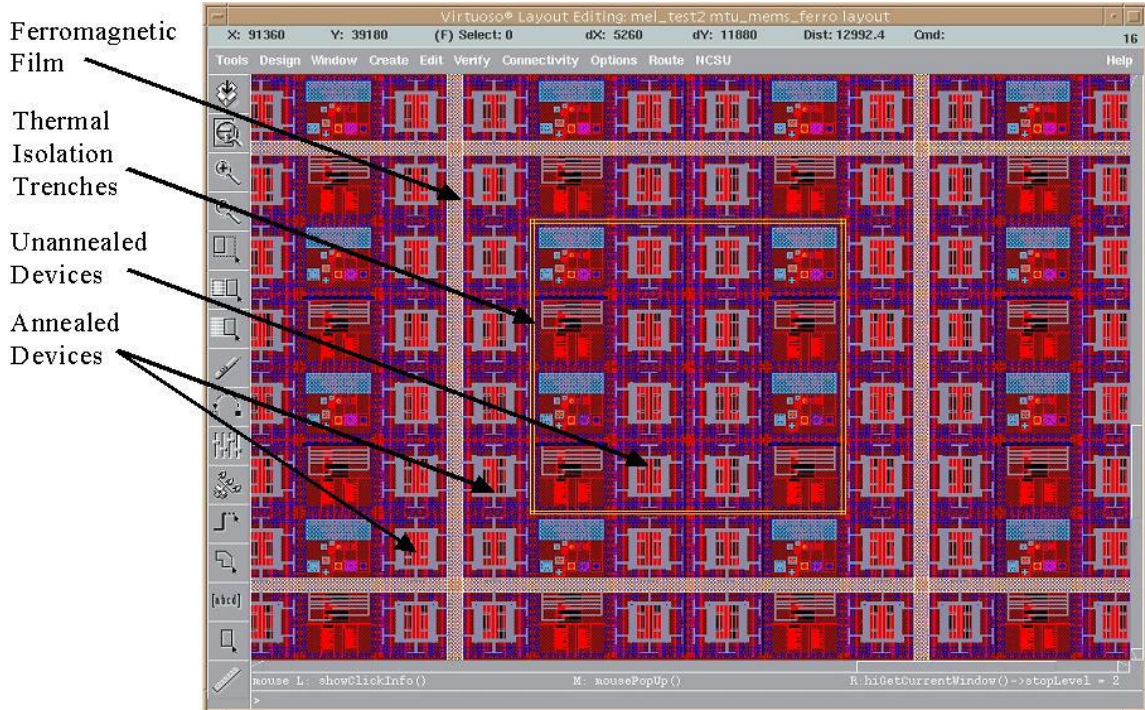 Virtuoso® Layout Editing: mel_test2 mtu_mems_ferro layout
X: 91360 Y: 39180 (F) Select: 0 dX: 5260 dY: 11880 Dist: 12992.4 Cmd: 16
Tools Design Window Create Edit Verify Connectivity Options Route NCSU Help
Ferromagnetic
Film
Thermal
Isolation
Trenches
Unannealed
Devices
Annealed
Devices
[abcd]
mouse L: showClickInfo() M: mousePopUp() R:hiGetCurrentWindow()->stopLevel = 2
>